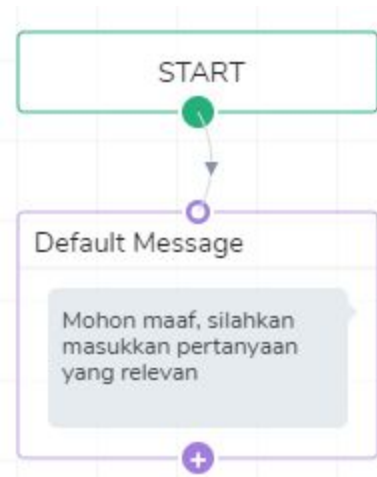 START
Default Message
Mohon maaf, silahkan
masukkan pertanyaan
yang relevan